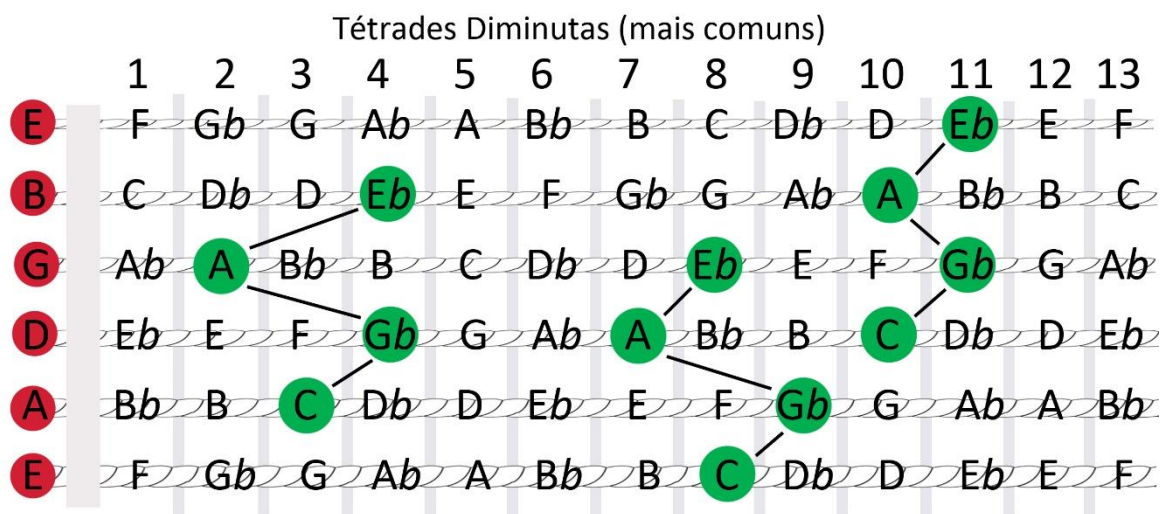 Tétrades Diminutas (mais comuns)
1 2 3 4 5 6 7 8 9 10 11 12 13
E F Gb G Ab A Bb B C Db D Eb E F
B C Db D Eb E F Gb G Ab A Bb B C
G Ab A Bb B C Db D Eb E F Gb G Ab
D Eb E F Gb G Ab A Bb B C Db D Eb
A Bb B C Db D Eb E F Gb G Ab A Bb
E F Gb G Ab A Bb B C Db D Eb E F